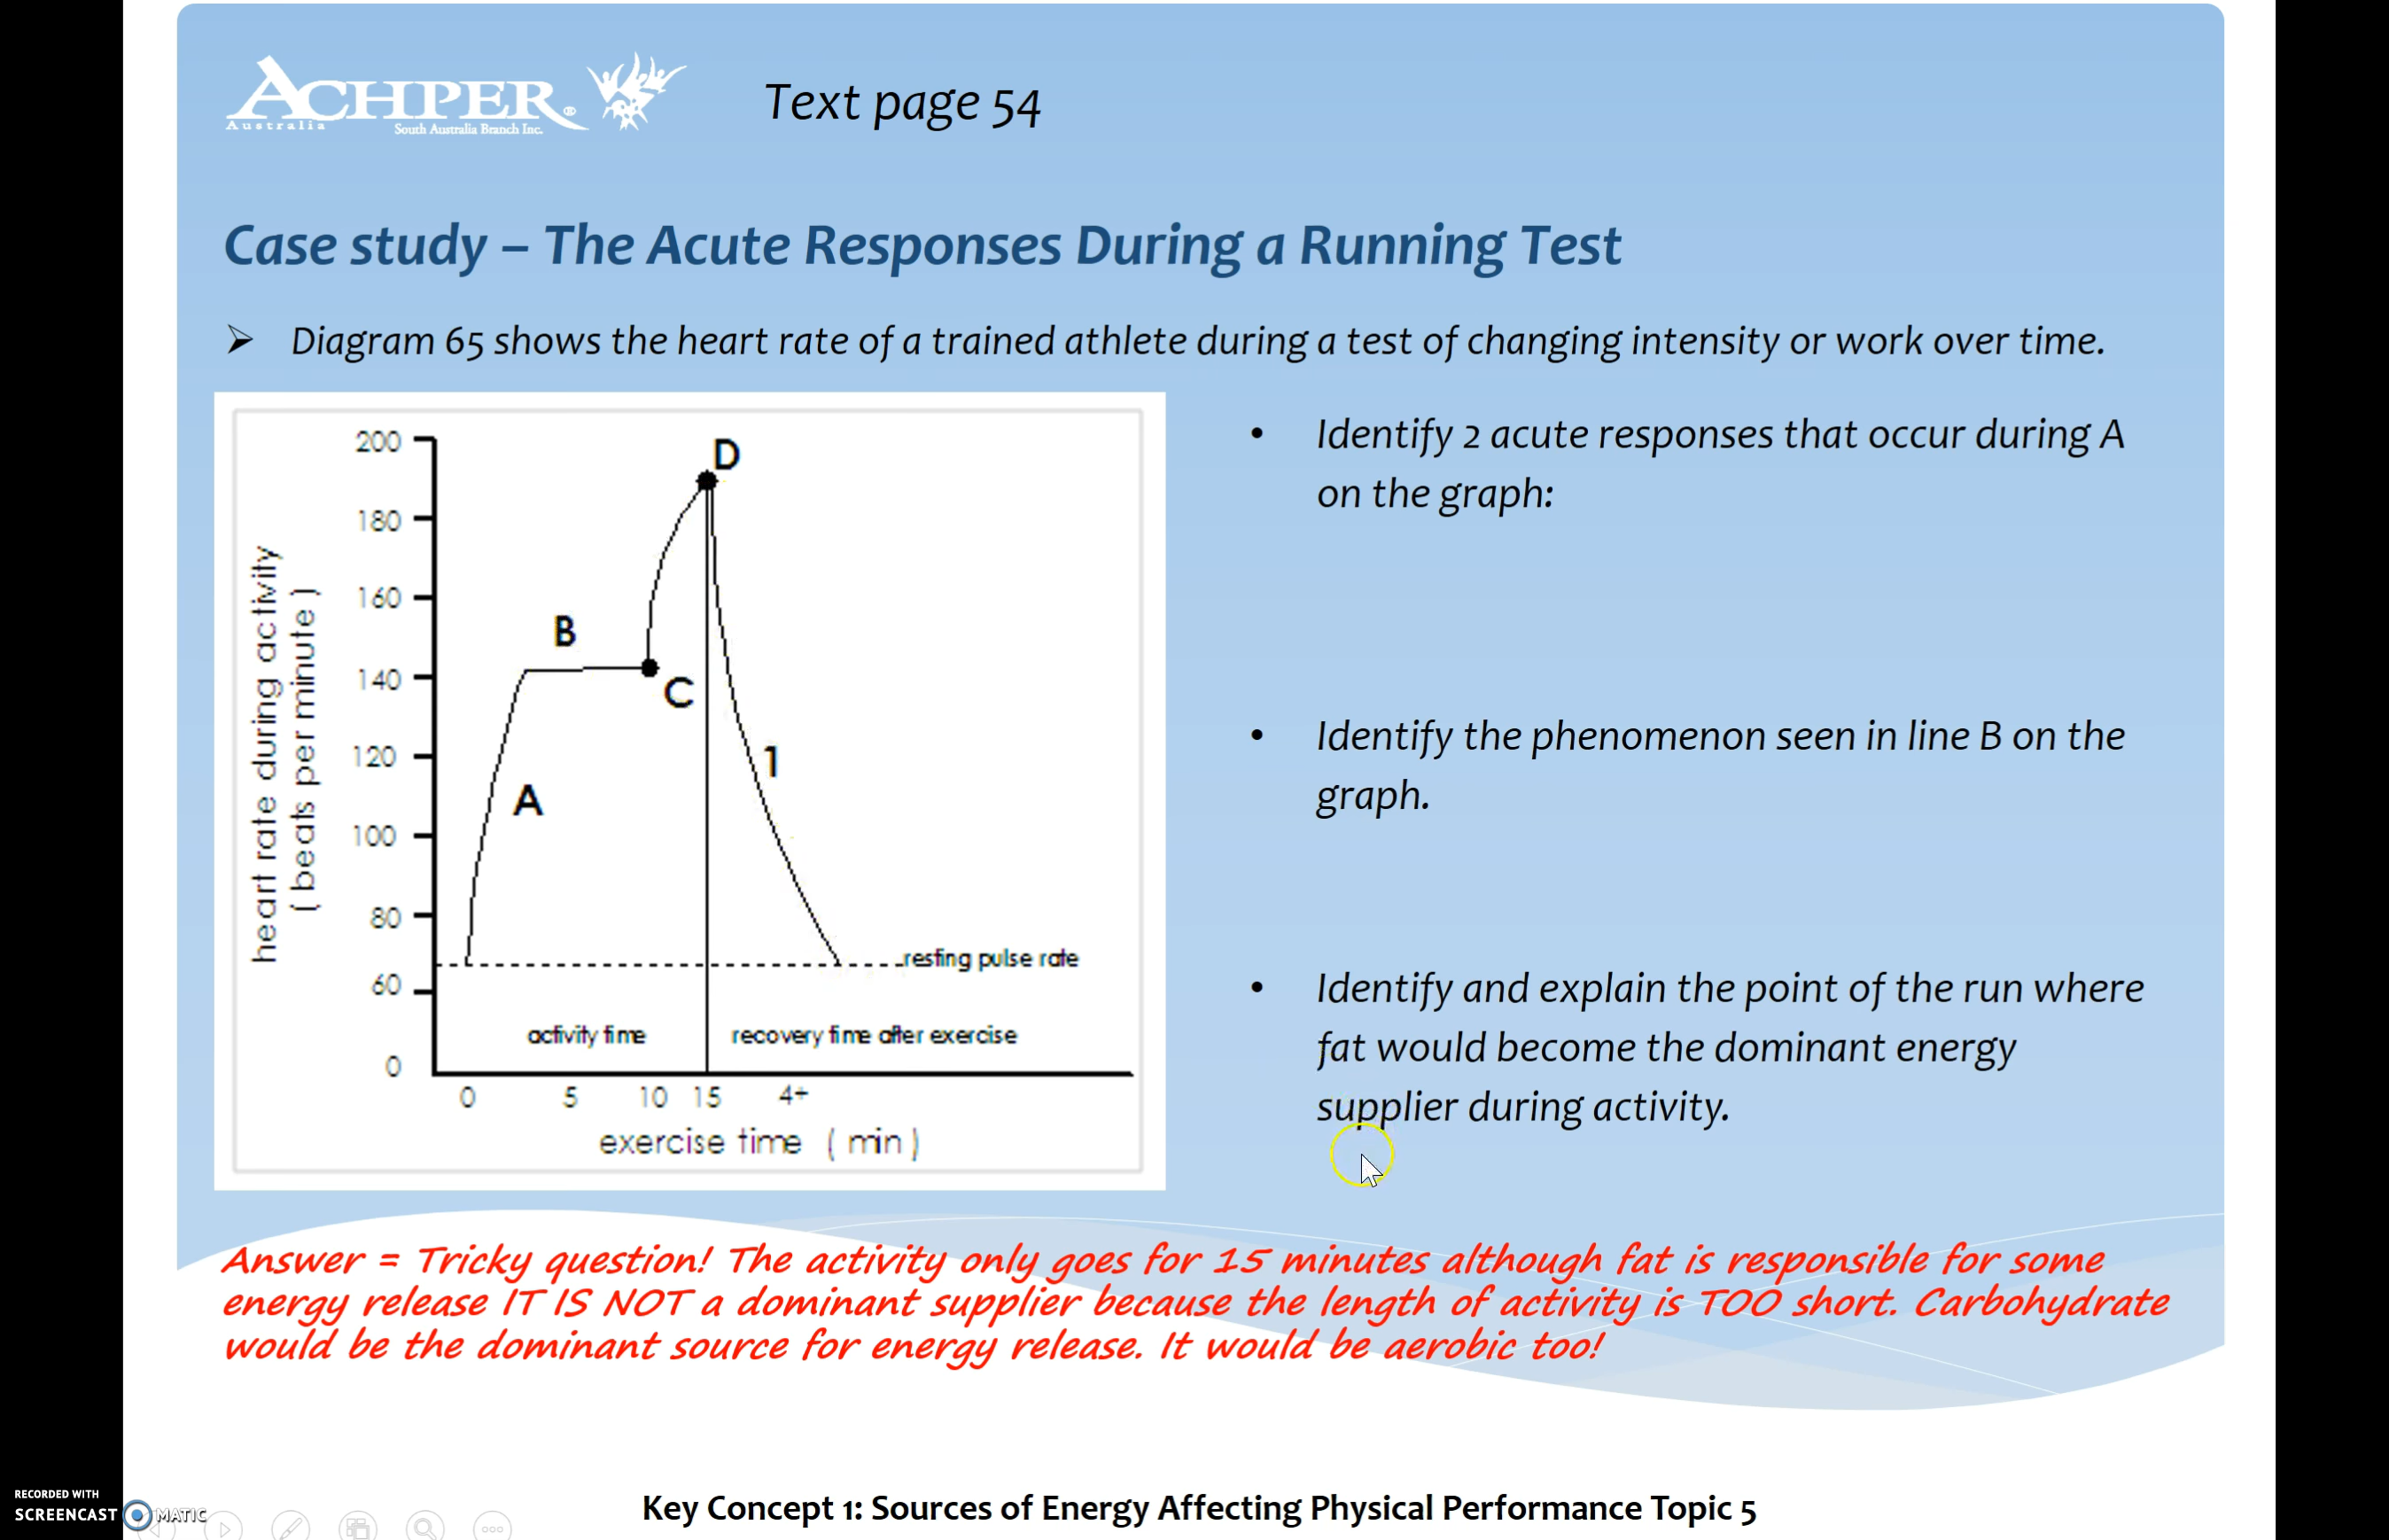 ACHPER®
Australia
South Australia Branch Inc.
Text page 54
Case study – The Acute Responses During a Running Test
➢ Diagram 65 shows the heart rate of a trained athlete during a test of changing intensity or work over time.
heart rate during activity
( beats per minute )
200
180
160
140
120
100
80
60
0
D
B
C
1
A
resting pulse rate
activity time
recovery time after exercise
0 5 10 15 4+
exercise time ( min )
• Identify 2 acute responses that occur during A
on the graph:
• Identify the phenomenon seen in line B on the
graph.
• Identify and explain the point of the run where
fat would become the dominant energy
supplier during activity.
Answer = Tricky question! The activity only goes for 15 minutes although fat is responsible for some
energy release IT IS NOT a dominant supplier because the length of activity is TOO short. Carbohydrate
would be the dominant source for energy release. It would be aerobic too!
Key Concept 1: Sources of Energy Affecting Physical Performance Topic 5
RECORDED WITH
SCREENCAST MATIC